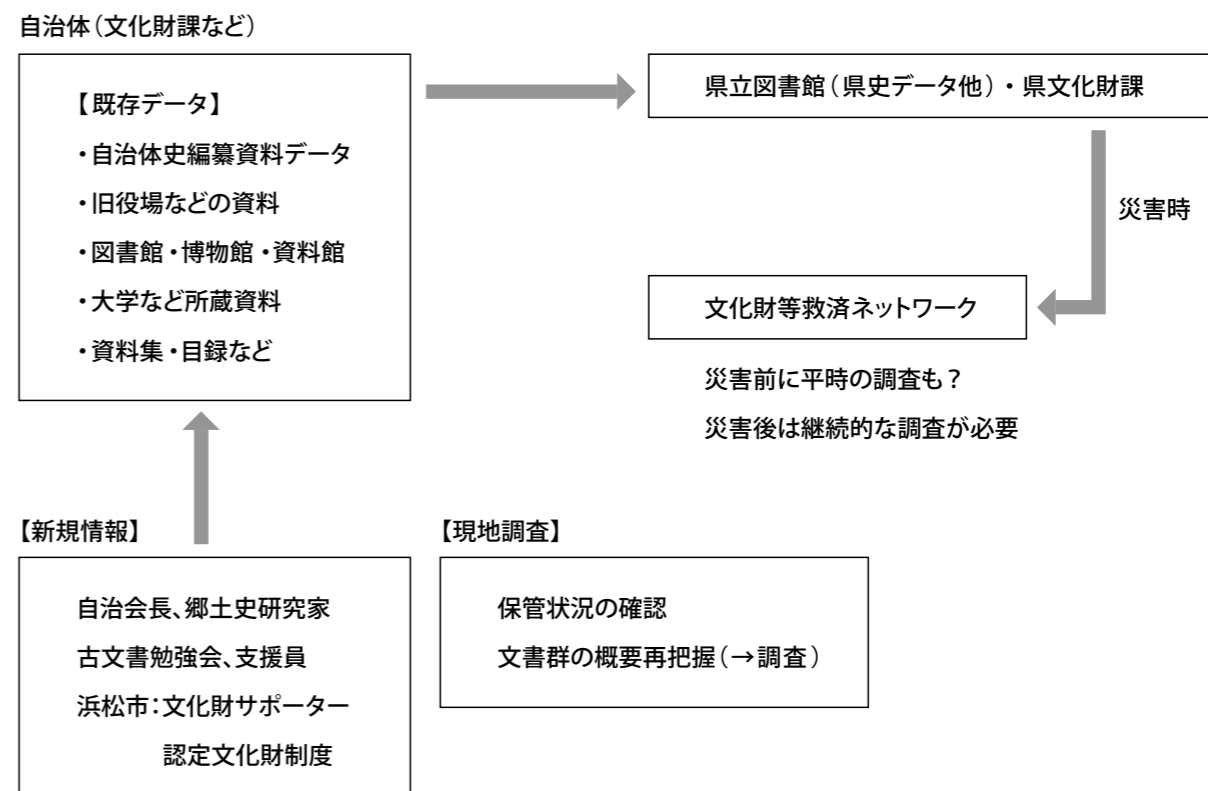 自治体（文化財課など）
【既存データ】
・自治体史編纂資料データ
・旧役場などの資料
・図書館・博物館・資料館
・大学など所蔵資料
・資料集・目録など
県立図書館（県史データ他）・県文化財課
災害時
文化財等救済ネットワーク
災害前に平時の調査も？
災害後は継続的な調査が必要
【新規情報】
自治会長、郷土史研究家
古文書勉強会、支援員
浜松市：文化財サポーター
認定文化財制度
【現地調査】
保管状況の確認
文書群の概要再把握（→調査）